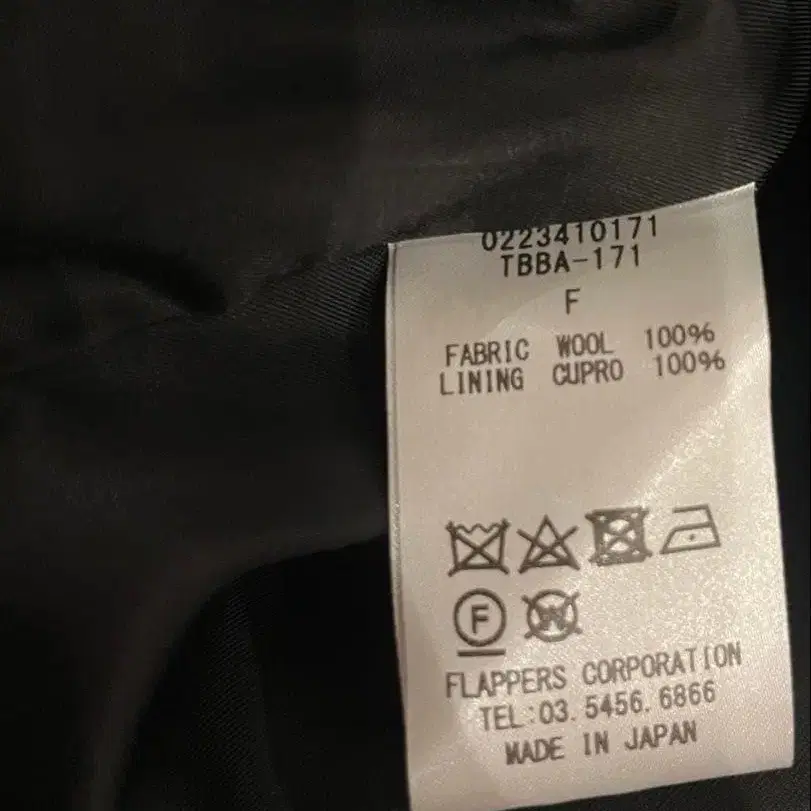 0223410171
TBBA-171
F
FABRIC WOOL 100%
LINING CUPRO 100%
F W
FLAPPERS CORPORATION
TEL:03.5456.6866
MADE IN JAPAN